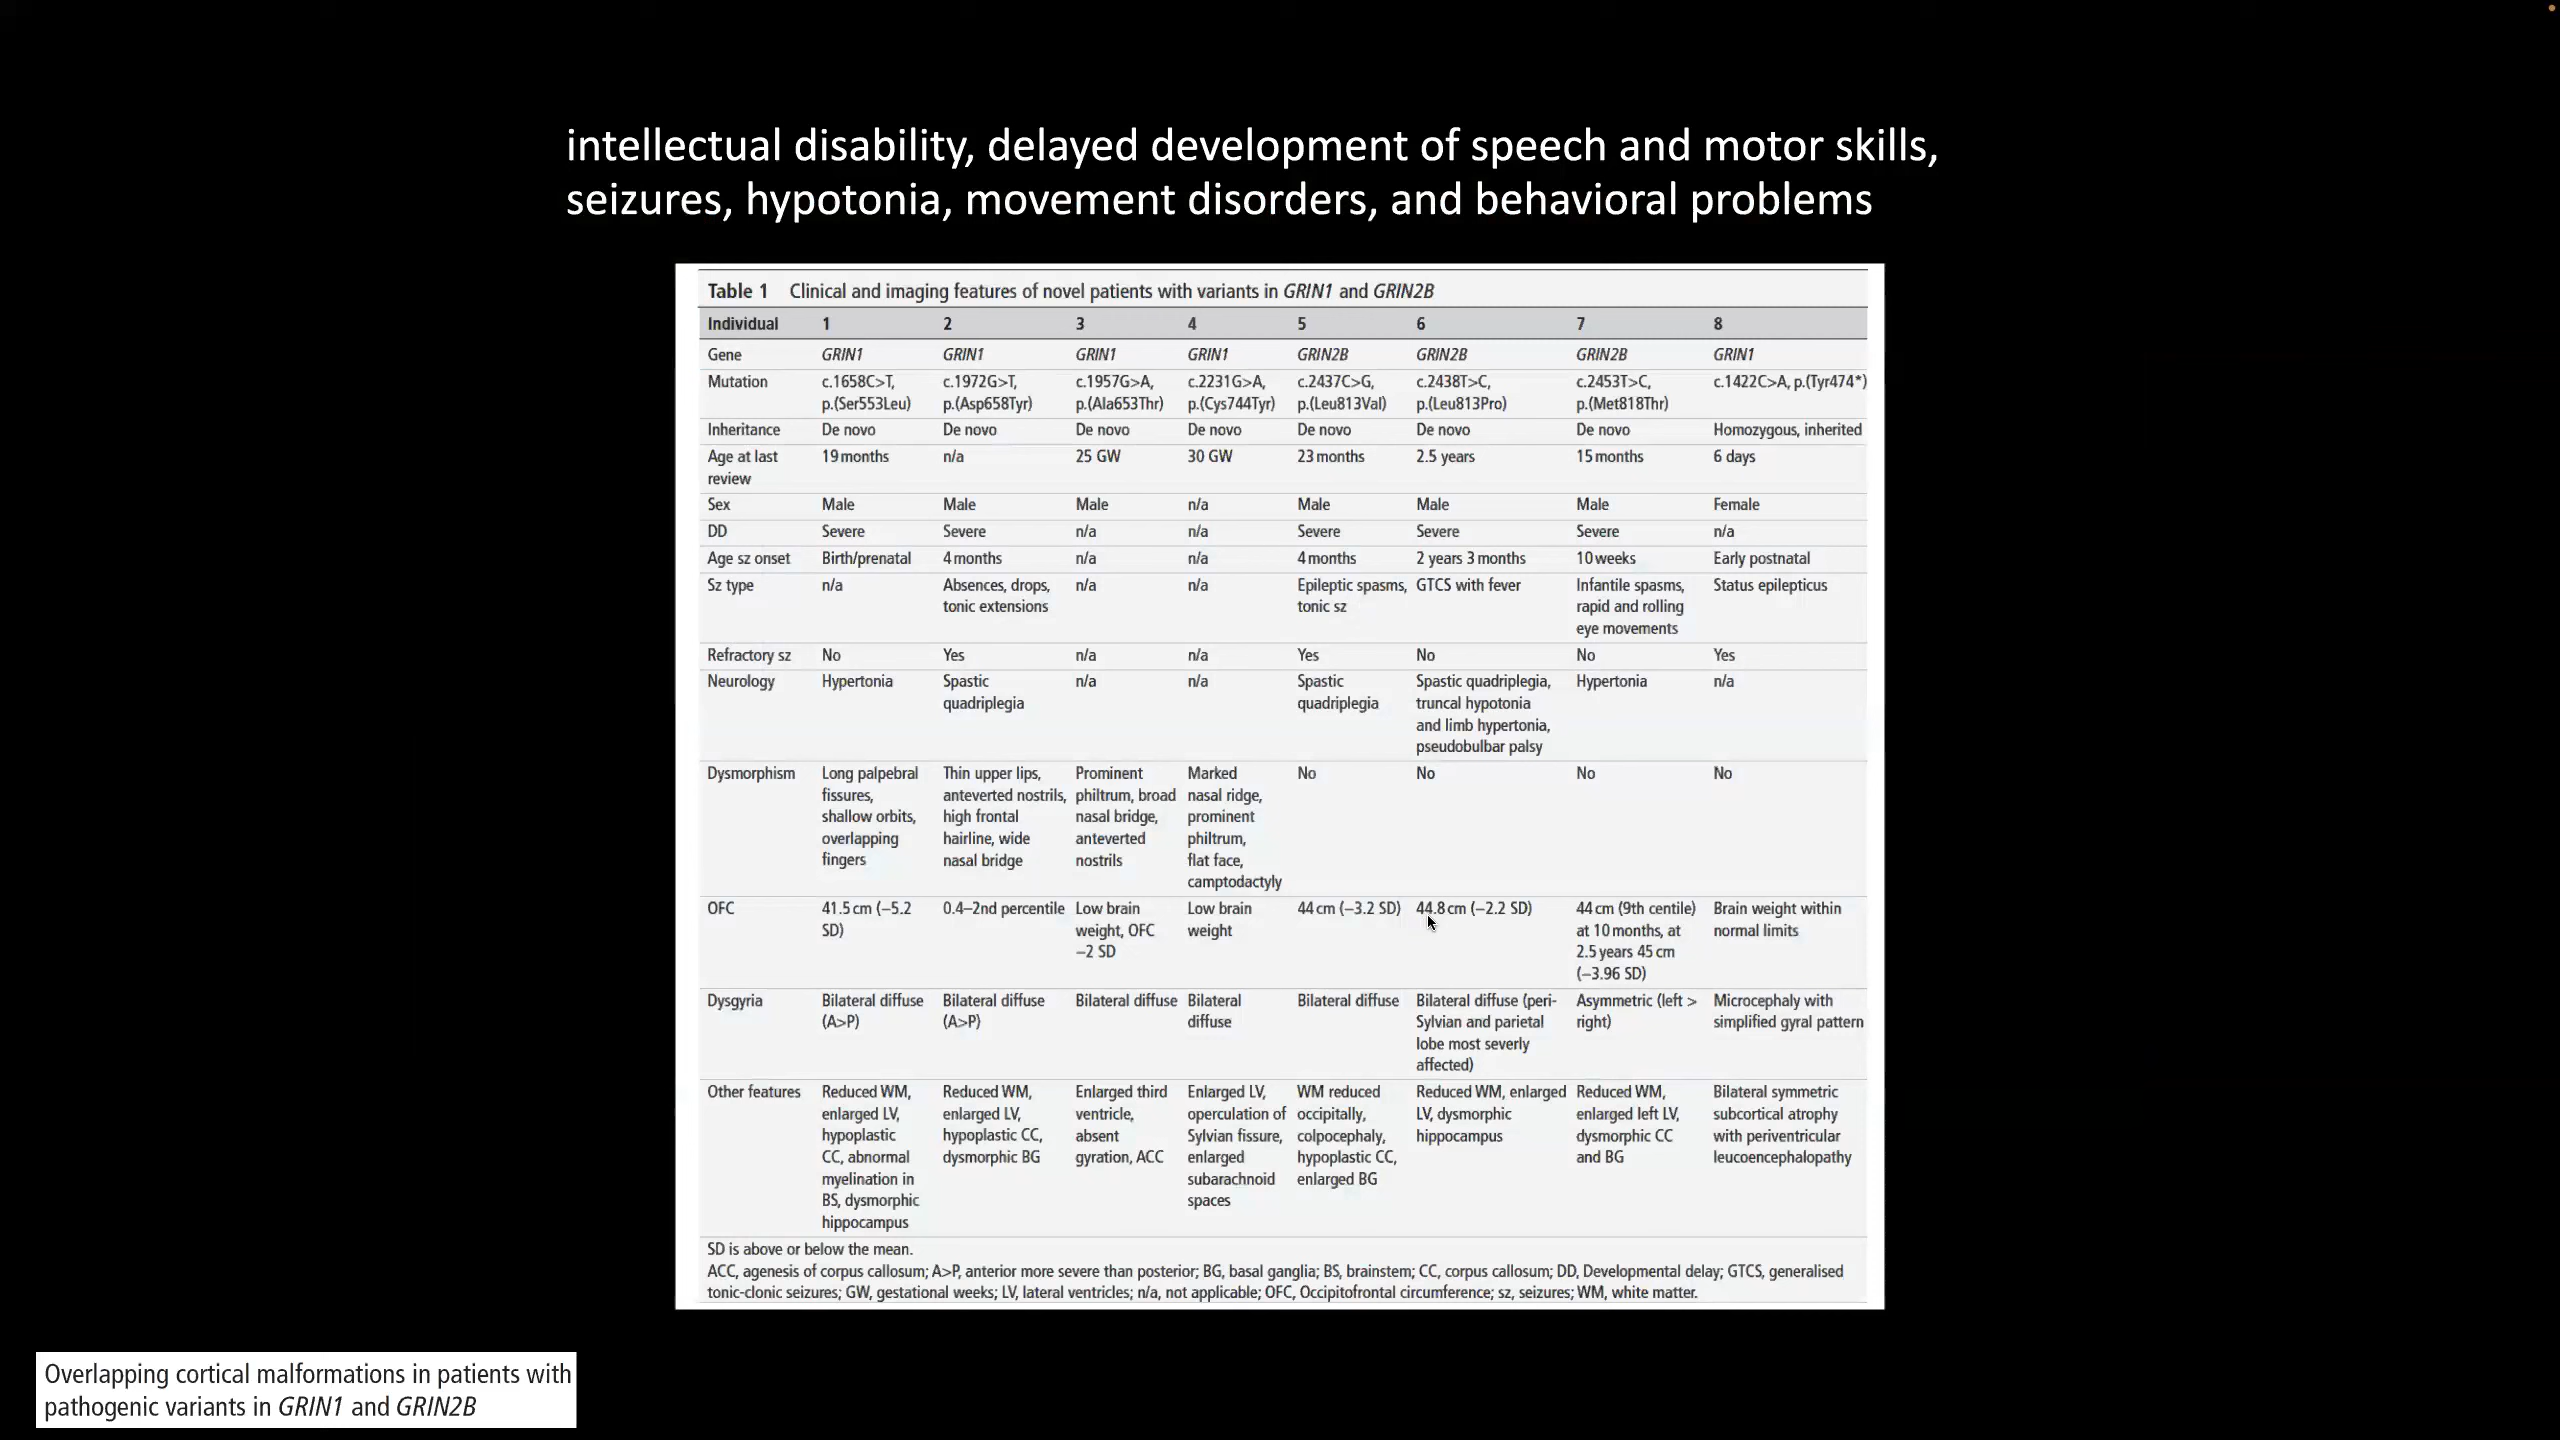 intellectual disability, delayed development of speech and motor skills,
seizures, hypotonia, movement disorders, and behavioral problems
Table 1 Clinical and imaging features of novel patients with variants in GRIN1 and GRIN2B
Individual 1 2 3 4 5 6 7 8
Gene GRIN1 GRIN1 GRIN1 GRIN1 GRIN2B GRIN2B GRIN2B GRIN1
Mutation c.1658C>T, c.1972G>T, c.1957G>A, c.2231G>A, c.2437C>G, c.2438T>C, c.2453T>C, c.1422C>A, p.(Tyr474*)
p.(Ser553Leu) p.(Asp658Tyr) p.(Ala653Thr) p.(Cys744Tyr) p.(Leu813Val) p.(Leu813Pro) p.(Met818Thr)
Inheritance De novo De novo De novo De novo De novo De novo De novo Homozygous, inherited
Age at last 19 months n/a 25 GW 30 GW 23 months 2.5 years 15 months 6 days
review
Sex Male Male Male n/a Male Male Male Female
DD Severe Severe n/a n/a Severe Severe Severe n/a
Age sz onset Birth/prenatal 4 months n/a n/a 4 months 2 years 3 months 10 weeks Early postnatal
Sz type n/a Absences, drops, n/a n/a Epileptic spasms, GTCS with fever Infantile spasms, Status epilepticus
tonic extensions tonic sz rapid and rolling
eye movements
Refractory sz No Yes n/a n/a Yes No No Yes
Neurology Hypertonia Spastic n/a n/a Spastic Spastic quadriplegia, Hypertonia n/a
quadriplegia quadriplegia truncal hypotonia
and limb hypertonia,
pseudobulbar palsy
Dysmorphism Long palpebral Thin upper lips, Prominent Marked No No No No
fissures, anteverted nostrils, philtrum, broad nasal ridge,
shallow orbits, high frontal nasal bridge, prominent
overlapping hairline, wide anteverted philtrum,
fingers nasal bridge nostrils flat face,
camptodactyly
OFC 41.5 cm (−5.2 0.4–2nd percentile Low brain Low brain 44 cm (−3.2 SD) 44.8 cm (−2.2 SD) 44 cm (9th centile) Brain weight within
SD) weight, OFC weight at 10 months, at normal limits
−2 SD 2.5 years 45 cm
(−3.96 SD)
Dysgyria Bilateral diffuse Bilateral diffuse Bilateral diffuse Bilateral Bilateral diffuse Bilateral diffuse (peri- Asymmetric (left > Microcephaly with
(A>P) (A>P) diffuse Sylvian and parietal right) simplified gyral pattern
lobe most severly
affected)
Other features Reduced WM, Reduced WM, Enlarged third Enlarged LV, WM reduced Reduced WM, enlarged Reduced WM, Bilateral symmetric
enlarged LV, enlarged LV, ventricle, operculation of occipitally, LV, dysmorphic enlarged left LV, subcortical atrophy
hypoplastic hypoplastic CC, absent Sylvian fissure, colpocephaly, hippocampus dysmorphic CC with periventricular
CC, abnormal dysmorphic BG gyration, ACC enlarged hypoplastic CC, and BG leucoencephalopathy
myelination in subarachnoid enlarged BG
BS, dysmorphic spaces
hippocampus
SD is above or below the mean.
ACC, agenesis of corpus callosum; A>P, anterior more severe than posterior; BG, basal ganglia; BS, brainstem; CC, corpus callosum; DD, Developmental delay; GTCS, generalised
tonic-clonic seizures; GW, gestational weeks; LV, lateral ventricles; n/a, not applicable; OFC, Occipitofrontal circumference; sz, seizures; WM, white matter.
Overlapping cortical malformations in patients with
pathogenic variants in GRIN1 and GRIN2B